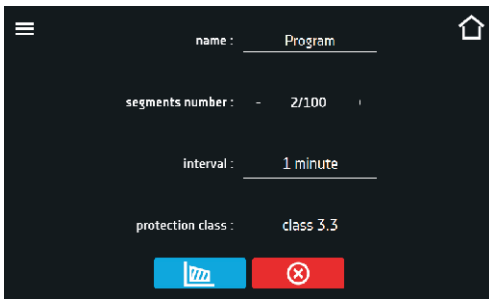 name : Program
segments number : - 2/100
interval : 1 minute
protection class : class 3.3